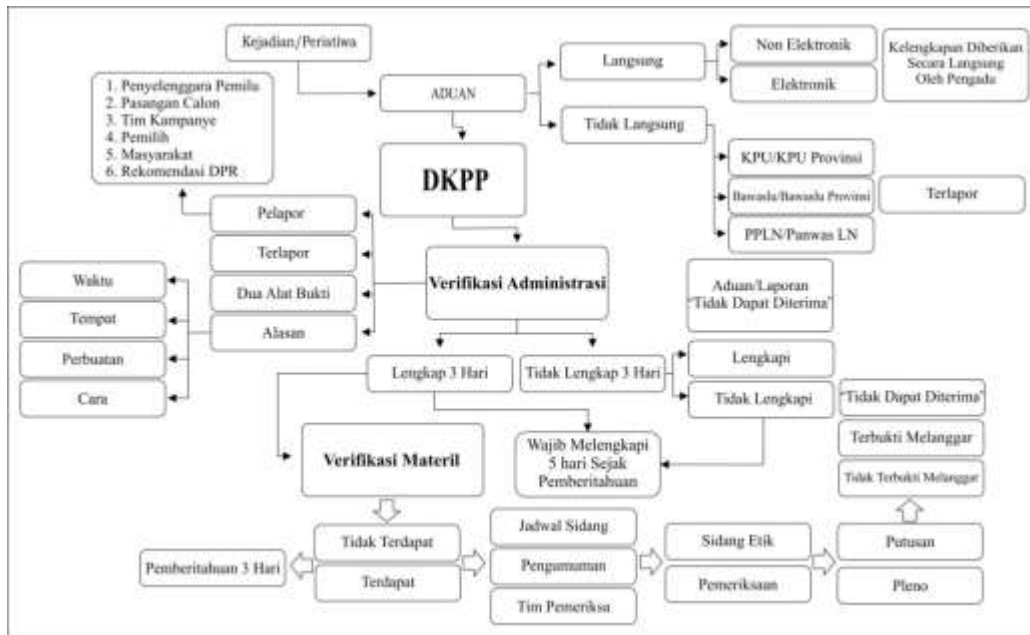 Kejadian/Peristiwa
ADUAN
Langsung
Non Elektronik
Elektronik
Kelengkapan Diberikan
Secara Langsung
Oleh Pengadu
Tidak Langsung
KPU/KPU Provinsi
Bawaslu/Bawaslu Provinsi
PPLN/Panwas LN
Terlapor
1. Penyelenggara Pemilu
2. Pasangan Calon
3. Tim Kampanye
4. Pemilih
5. Masyarakat
6. Rekomendasi DPR
DKPP
Pelapor
Terlapor
Dua Alat Bukti
Alasan
Waktu
Tempat
Perbuatan
Cara
Verifikasi Administrasi
Aduan/Laporan
"Tidak Dapat Diterima"
Lengkap 3 Hari
Tidak Lengkap 3 Hari
Lengkapi
Tidak Lengkapi
Verifikasi Materil
Wajib Melengkapi
5 hari Sejak
Pemberitahuan
"Tidak Dapat Diterima"
Terbukti Melanggar
Tidak Terbukti Melanggar
Pemberitahuan 3 Hari
Tidak Terdapat
Terdapat
Jadwal Sidang
Pengumuman
Tim Pemeriksa
Sidang Etik
Pemeriksaan
Putusan
Pleno